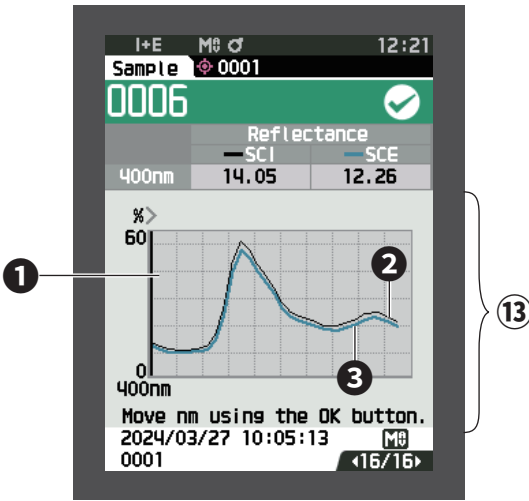 I+E M 12:21
Sample 0001
0006
Reflectance
SCI SCE
400nm 14.05 12.26
%
60
1
2
13
3
0
400nm
Move nm using the OK button.
2024/03/27 10:05:13 M
0001 16/16